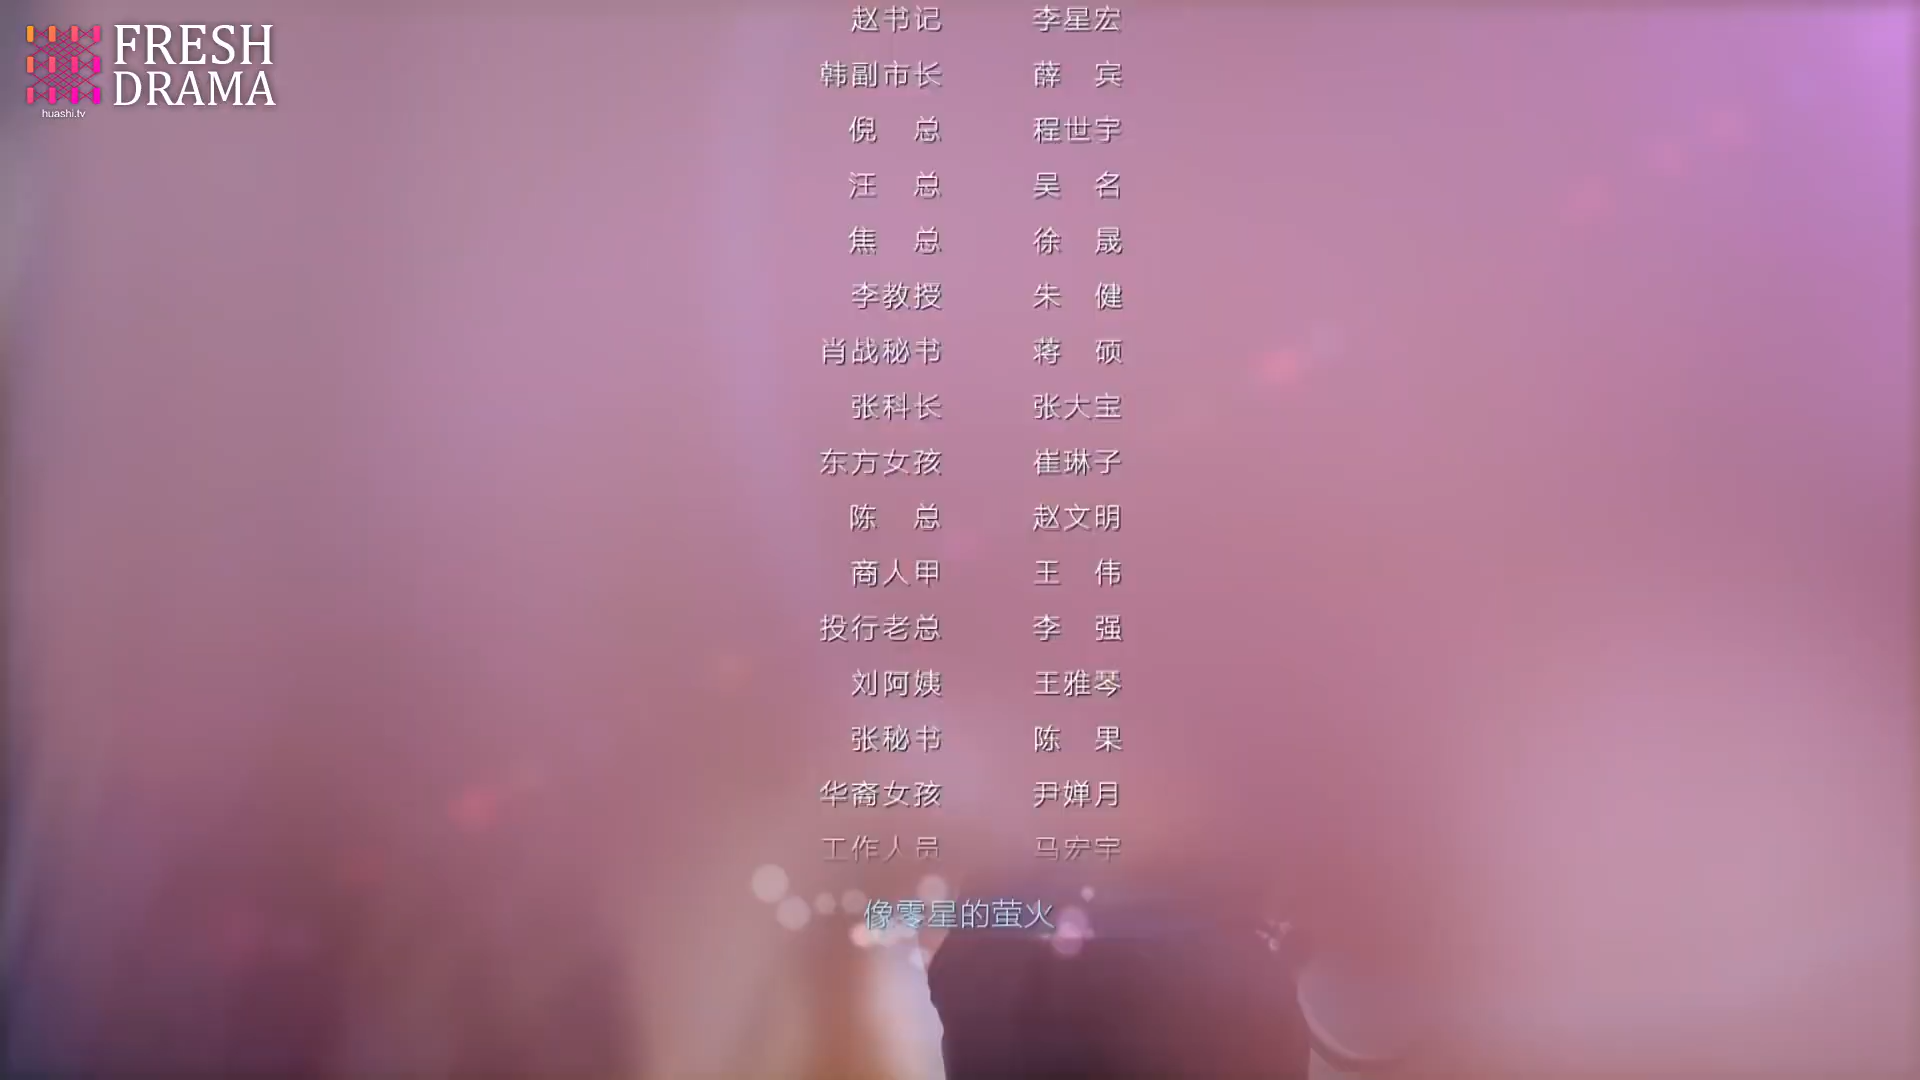 FRESH
DRAMA
huashi.tv
赵书记 李星宏
韩副市长 薛 宾
倪 总 程世宇
汪 总 吴 名
焦 总 徐 晟
李教授 朱 健
肖战秘书 蒋 硕
张科长 张大宝
东方女孩 崔琳子
陈 总 赵文明
商人甲 王 伟
投行老总 李 强
刘阿姨 王雅琴
张秘书 陈 果
华裔女孩 尹婵月
工作人员 马宏宇
像零星的萤火